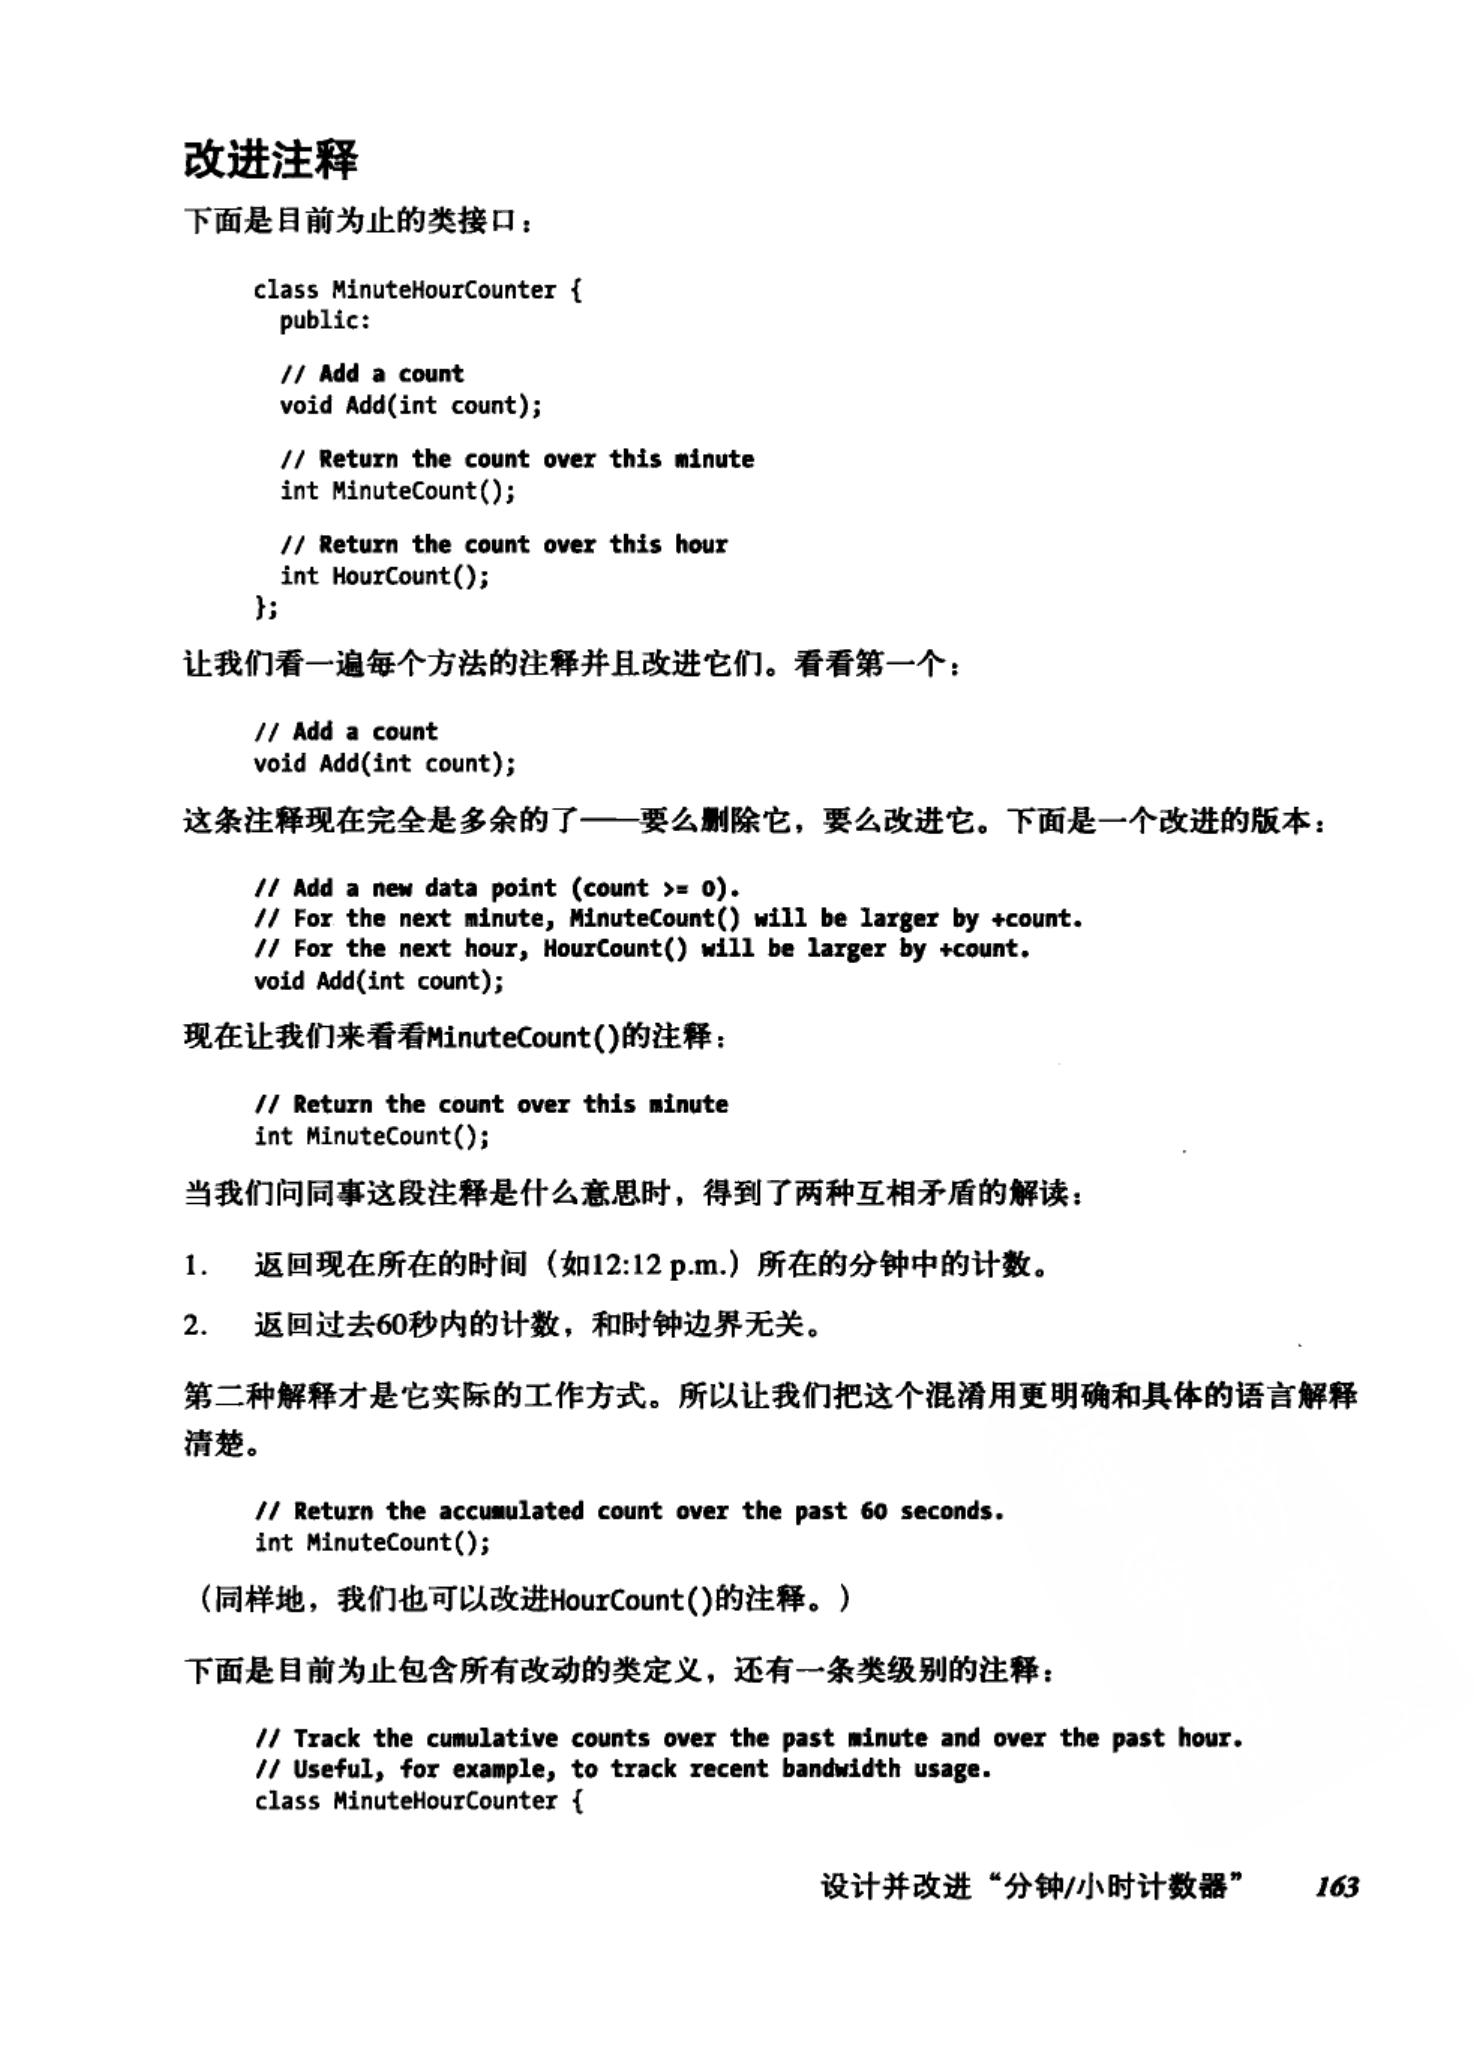 改进注释
下面是目前为止的类接口：
class MinuteHourCounter {
  public:
  // Add a count
  void Add(int count);
  // Return the count over this minute
  int MinuteCount();
  // Return the count over this hour
  int HourCount();
};
让我们看一遍每个方法的注释并且改进它们。看看第一个：
// Add a count
void Add(int count);
这条注释现在完全是多余的了——要么删除它，要么改进它。下面是一个改进的版本：
// Add a new data point (count >= 0).
// For the next minute, MinuteCount() will be larger by +count.
// For the next hour, HourCount() will be larger by +count.
void Add(int count);
现在让我们来看看MinuteCount()的注释：
// Return the count over this minute
int MinuteCount();
当我们问同事这段注释是什么意思时，得到了两种互相矛盾的解读：
1. 返回现在所在的时间（如12:12 p.m.）所在的分钟中的计数。
2. 返回过去60秒内的计数，和时钟边界无关。
第二种解释才是它实际的工作方式。所以让我们把这个混淆用更明确和具体的语言解释
清楚。
// Return the accumulated count over the past 60 seconds.
int MinuteCount();
（同样地，我们也可以改进HourCount()的注释。）
下面是目前为止包含所有改动的类定义，还有一条类级别的注释：
// Track the cumulative counts over the past minute and over the past hour.
// Useful, for example, to track recent bandwidth usage.
class MinuteHourCounter {
设计并改进“分钟/小时计数器” 163